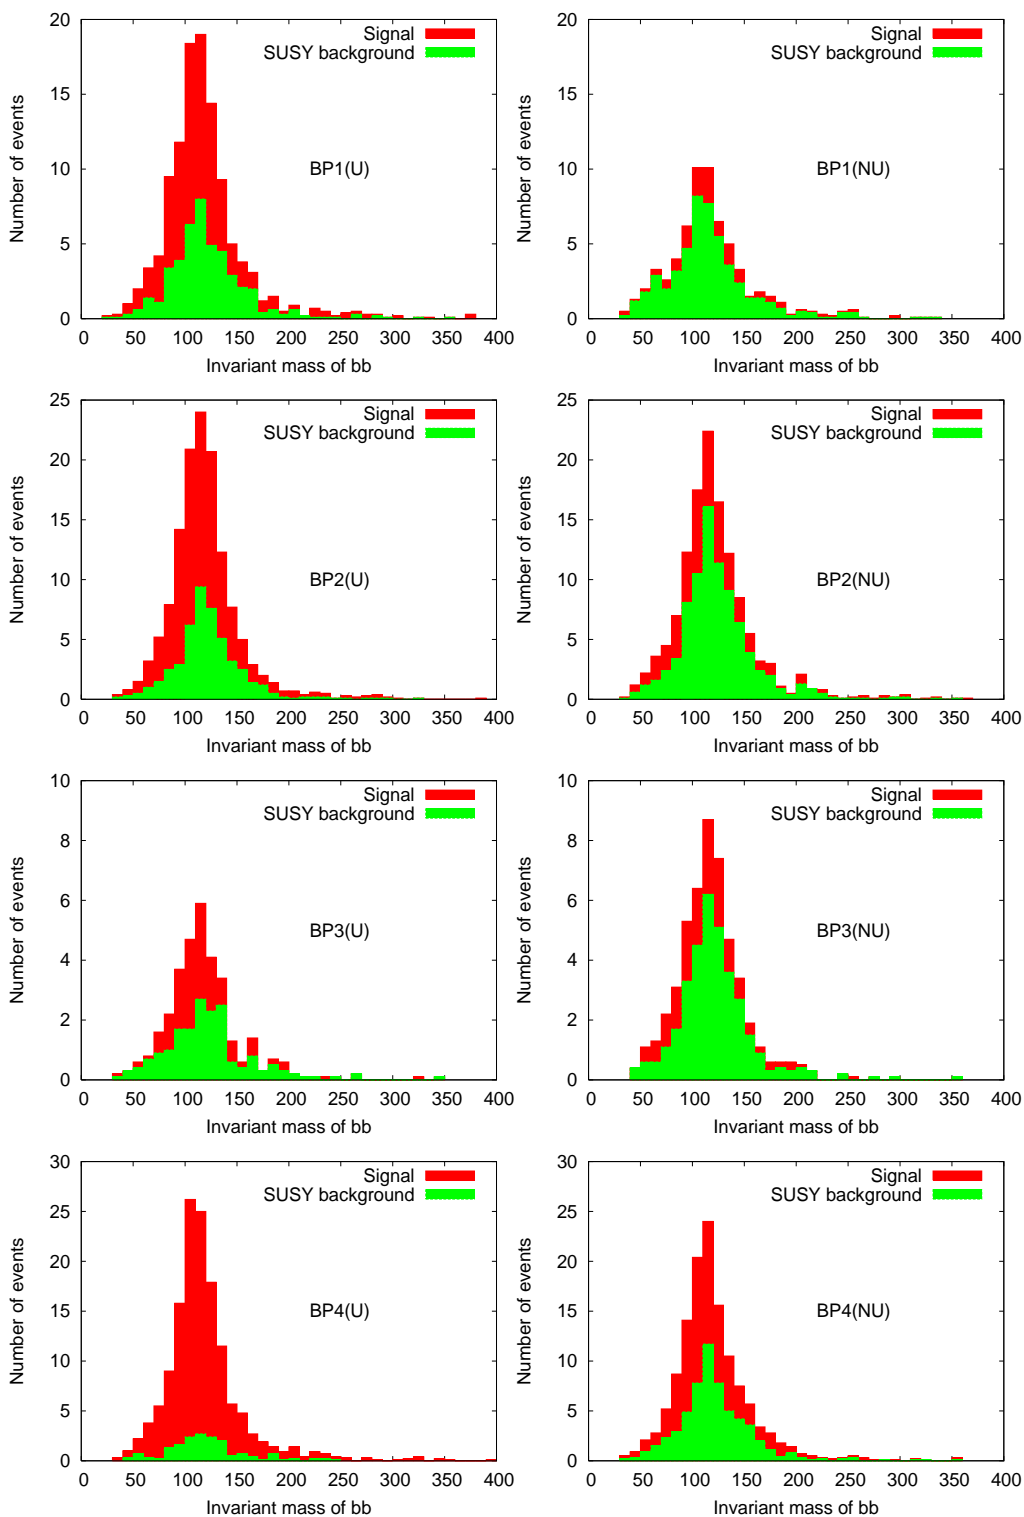 20
15
10
5
0
Number of events
Signal
SUSY background
BP1(U)
0 50 100 150 200 250 300 350 400
Invariant mass of bb
20
15
10
5
0
Number of events
Signal
SUSY background
BP1(NU)
0 50 100 150 200 250 300 350 400
Invariant mass of bb
25
20
15
10
5
0
Number of events
Signal
SUSY background
BP2(U)
0 50 100 150 200 250 300 350 400
Invariant mass of bb
25
20
15
10
5
0
Number of events
Signal
SUSY background
BP2(NU)
0 50 100 150 200 250 300 350 400
Invariant mass of bb
10
8
6
4
2
0
Number of events
Signal
SUSY background
BP3(U)
0 50 100 150 200 250 300 350 400
Invariant mass of bb
10
8
6
4
2
0
Number of events
Signal
SUSY background
BP3(NU)
0 50 100 150 200 250 300 350 400
Invariant mass of bb
30
25
20
15
10
5
0
Number of events
Signal
SUSY background
BP4(U)
0 50 100 150 200 250 300 350 400
Invariant mass of bb
30
25
20
15
10
5
0
Number of events
Signal
SUSY background
BP4(NU)
0 50 100 150 200 250 300 350 400
Invariant mass of bb